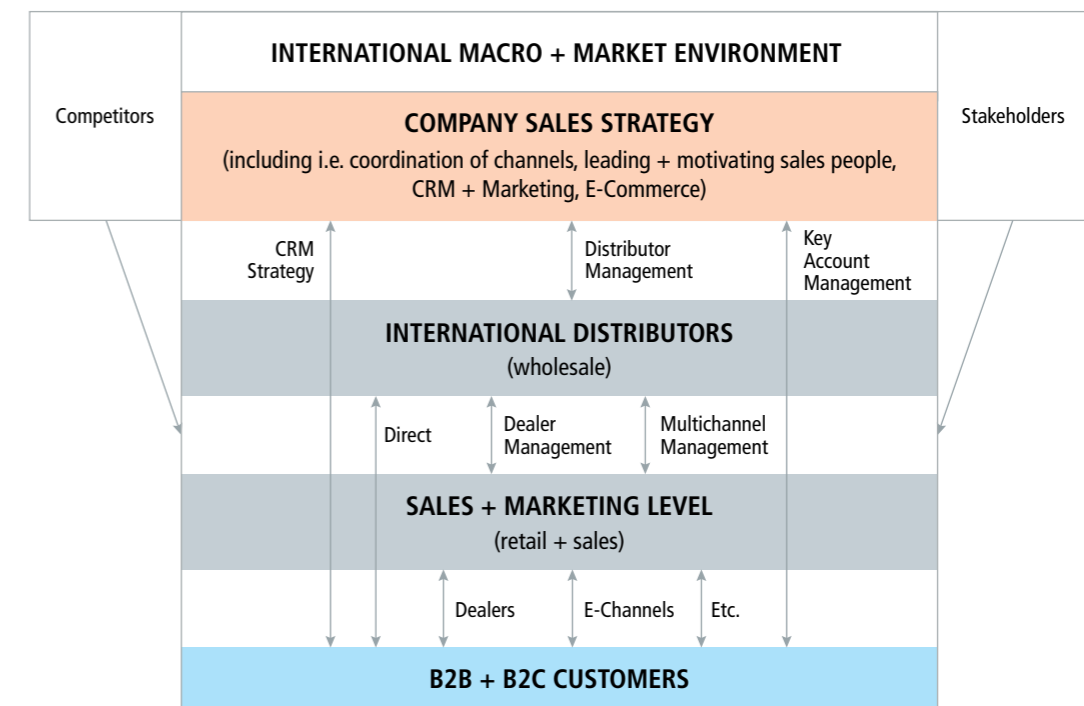 INTERNATIONAL MACRO + MARKET ENVIRONMENT
Competitors
Stakeholders
COMPANY SALES STRATEGY
(including i.e. coordination of channels, leading + motivating sales people,
CRM + Marketing, E-Commerce)
CRM
Strategy
Distributor
Management
Key
Account
Management
INTERNATIONAL DISTRIBUTORS
(wholesale)
Direct
Dealer
Management
Multichannel
Management
SALES + MARKETING LEVEL
(retail + sales)
Dealers
E-Channels
Etc.
B2B + B2C CUSTOMERS